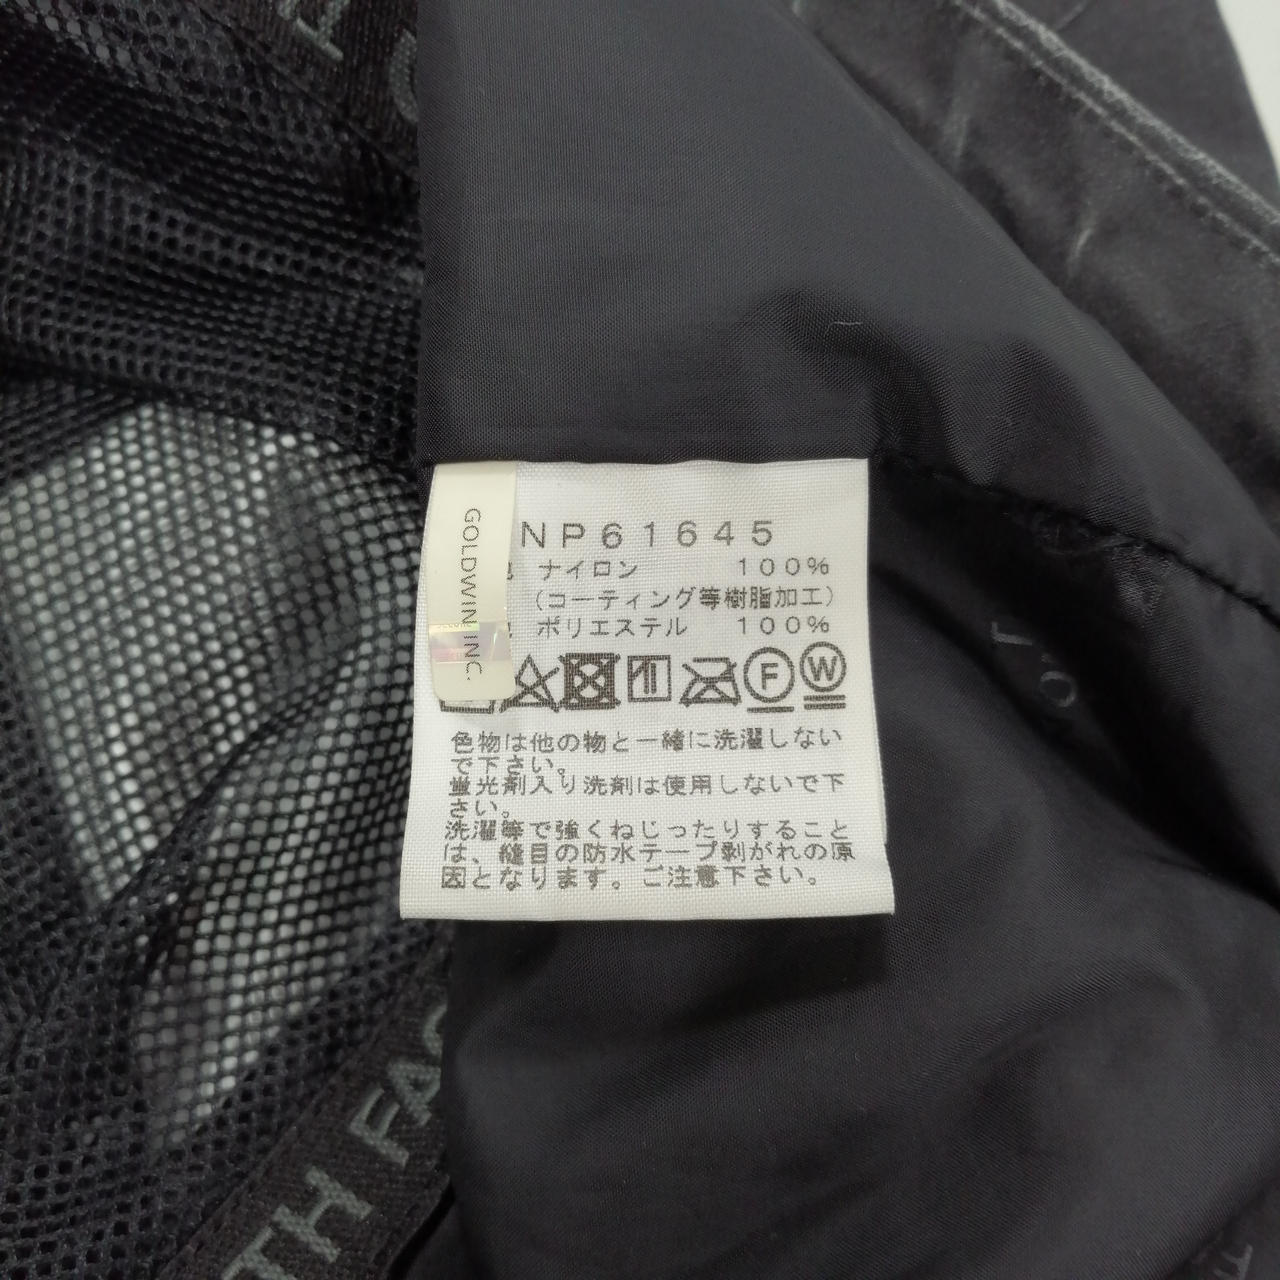 GOLDWIN INC.
NP61645
ナイロン 100%
(コーティング等樹脂加工)
ポリエステル 100%
F W
色物は他の物と一緒に洗濯しない
で下さい。
蛍光剤入り洗剤は使用しないで下
さい。
洗濯等で強くねじったりすること
は、縫目の防水テープ剥がれの原
因となります。ご注意下さい。
TH FAC